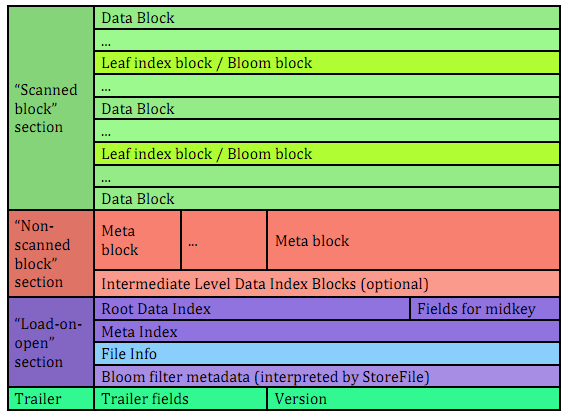 “Scanned
block”
section
Data Block
...
Leaf index block / Bloom block
...
Data Block
...
Leaf index block / Bloom block
...
Data Block
“Non-
scanned
block”
section
Meta
block
...
Meta block
Intermediate Level Data Index Blocks (optional)
“Load-on-
open”
section
Root Data Index
Fields for midkey
Meta Index
File Info
Bloom filter metadata (interpreted by StoreFile)
Trailer
Trailer fields
Version